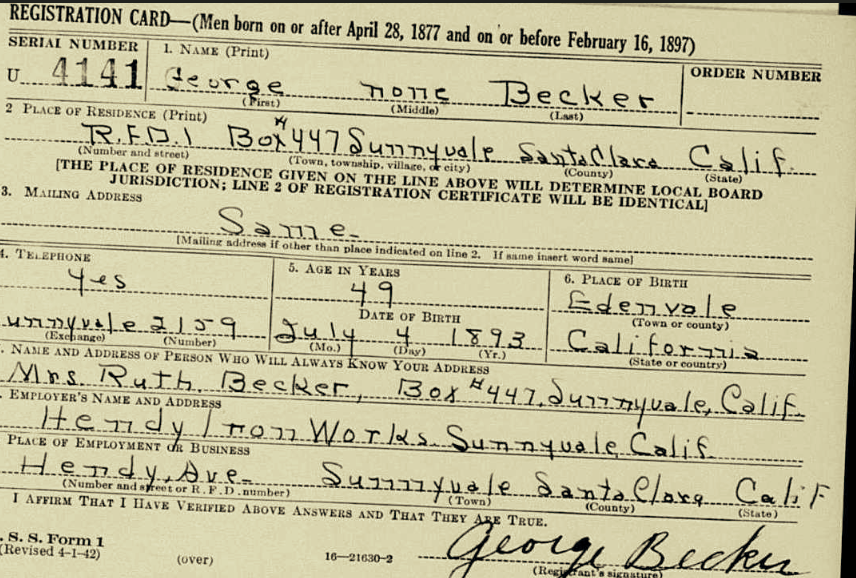 REGISTRATION CARD—(Men born on or after April 28, 1877 and on or before February 16, 1897)
SERIAL NUMBER 1. NAME (Print) ORDER NUMBER
U 4141 George none Becker
(First) (Middle) (Last)
2 PLACE OF RESIDENCE (Print)
R.F.D.1 Box #447 Sunnyvale Santa Clara Calif.
(Number and street) (Town, township, village, or city) (County) (State)
[THE PLACE OF RESIDENCE GIVEN ON THE LINE ABOVE WILL DETERMINE LOCAL BOARD
JURISDICTION; LINE 2 OF REGISTRATION CERTIFICATE WILL BE IDENTICAL]
3. MAILING ADDRESS
Same
[Mailing address if other than place indicated on line 2. If same insert word same]
4. TELEPHONE 5. AGE IN YEARS 6. PLACE OF BIRTH
Yes 49 Edenvale
DATE OF BIRTH (Town or county)
unnyvale 2159 July 4 1893 California
(Exchange) (Number) (Mo.) (Day) (Yr.) (State or country)
. NAME AND ADDRESS OF PERSON WHO WILL ALWAYS KNOW YOUR ADDRESS
Mrs. Ruth Becker, Box #447, Sunnyvale, Calif.
. EMPLOYER'S NAME AND ADDRESS
Hendy Iron Works Sunnyvale Calif
PLACE OF EMPLOYMENT OR BUSINESS
Hendy, Ave- Sunnyvale Santa Clara Calif
(Number and street or R. F. D. number) (Town) (County) (State)
I AFFIRM THAT I HAVE VERIFIED ABOVE ANSWERS AND THAT THEY ARE TRUE.
. S. S. Form 1
(Revised 4-1-42) (over) 16—21630-2 George Becker
(Registrant's signature)